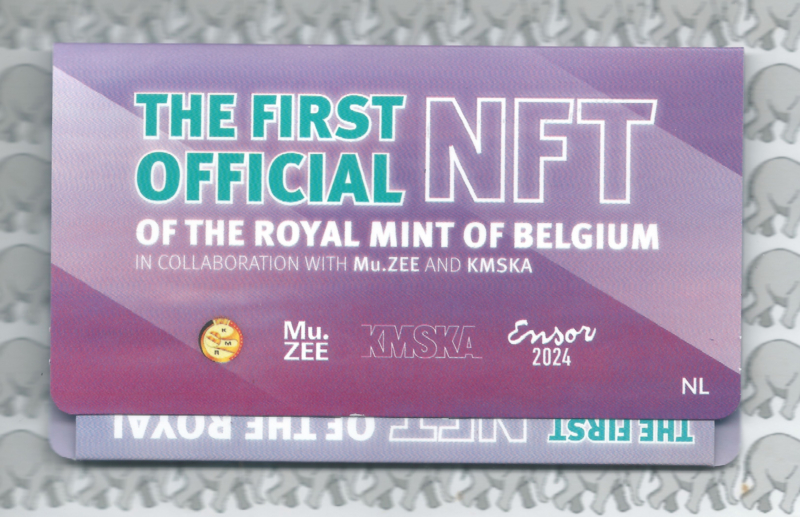 THE FIRST
OFFICIAL NFT
OF THE ROYAL MINT OF BELGIUM
IN COLLABORATION WITH Mu.ZEE AND KMSKA
K M B
Mu.
ZEE
KMSKA
Ensor
2024
NL
THE FIRST NFT OF THE ROYAL